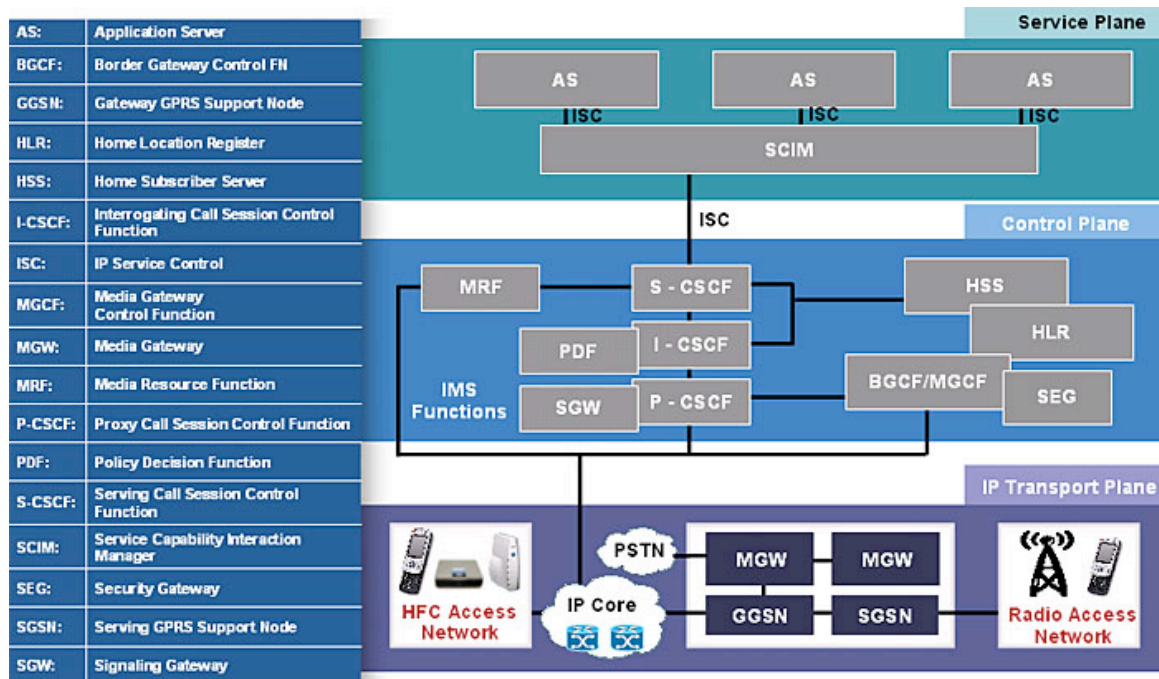 AS: Application Server
BGCF: Border Gateway Control FN
GGSN: Gateway GPRS Support Node
HLR: Home Location Register
HSS: Home Subscriber Server
I-CSCF: Interrogating Call Session Control
Function
ISC: IP Service Control
MGCF: Media Gateway
Control Function
MGW: Media Gateway
MRF: Media Resource Function
P-CSCF: Proxy Call Session Control Function
PDF: Policy Decision Function
S-CSCF: Serving Call Session Control
Function
SCIM: Service Capability Interaction
Manager
SEG: Security Gateway
SGSN: Serving GPRS Support Node
SGW: Signaling Gateway
Service Plane
AS AS AS
ISC ISC ISC
SCIM
ISC
Control Plane
MRF S - CSCF HSS
HLR
PDF I - CSCF
BGCF/MGCF
SEG
SGW P - CSCF
IMS
Functions
IP Transport Plane
HFC Access
Network
PSTN
IP Core
MGW MGW
GGSN SGSN
Radio Access
Network